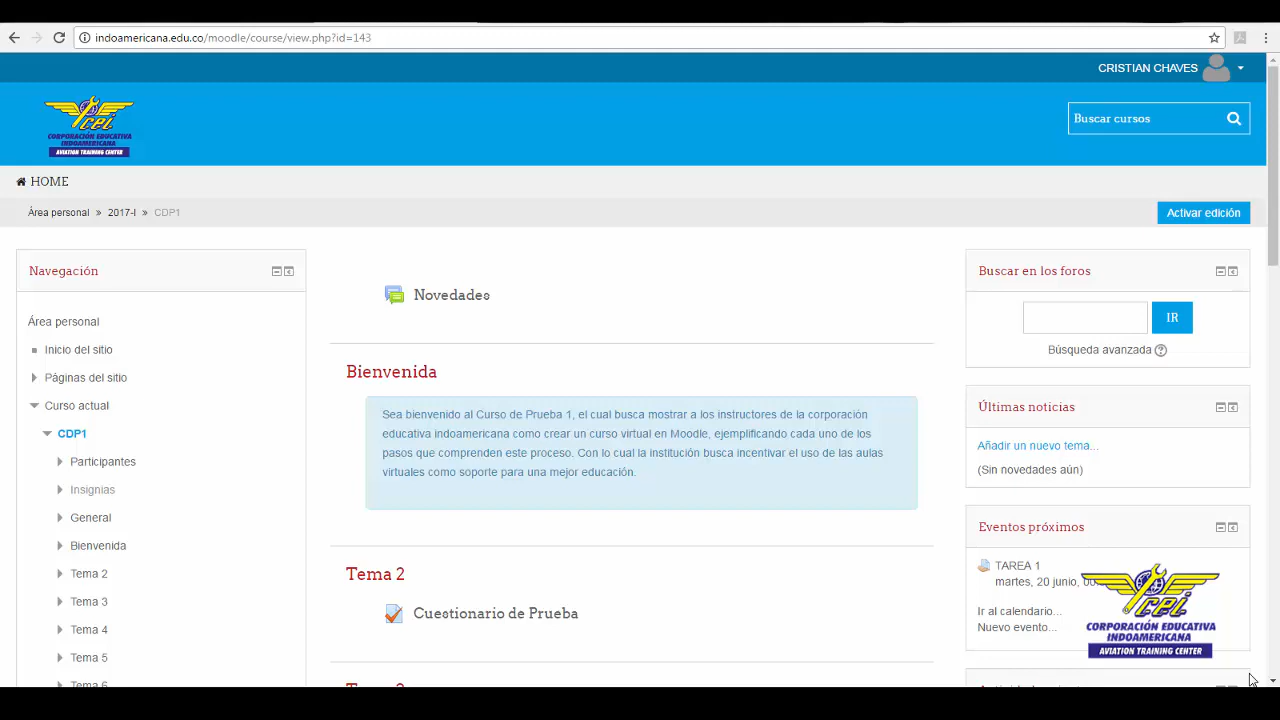 indoamericana.edu.co/moodle/course/view.php?id=143
CRISTIAN CHAVES
cei
CORPORACIÓN EDUCATIVA
INDOAMERICANA
AVIATION TRAINING CENTER
Buscar cursos
HOME
Área personal » 2017-I » CDP1
Activar edición
Navegación
Área personal
Inicio del sitio
Páginas del sitio
Curso actual
CDP1
Participantes
Insignias
General
Bienvenida
Tema 2
Tema 3
Tema 4
Tema 5
Tema 6
Novedades
Bienvenida
Sea bienvenido al Curso de Prueba 1, el cual busca mostrar a los instructores de la corporación
educativa indoamericana como crear un curso virtual en Moodle, ejemplificando cada uno de los
pasos que comprenden este proceso. Con lo cual la institución busca incentivar el uso de las aulas
virtuales como soporte para una mejor educación.
Tema 2
Cuestionario de Prueba
Buscar en los foros
IR
Búsqueda avanzada
Últimas noticias
Añadir un nuevo tema...
(Sin novedades aún)
Eventos próximos
TAREA 1
martes, 20 junio,
Ir al calendario...
Nuevo evento...
cei
CORPORACIÓN EDUCATIVA
INDOAMERICANA
AVIATION TRAINING CENTER